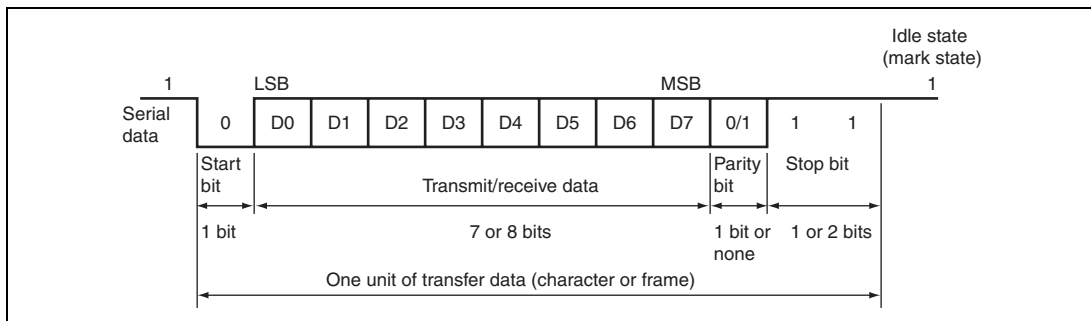 Idle state
(mark state)
1 LSB MSB 1
Serial
data
0 D0 D1 D2 D3 D4 D5 D6 D7 0/1 1 1
Start
bit
Transmit/receive data
Parity
bit
Stop bit
1 bit
7 or 8 bits
1 bit or
none
1 or 2 bits
One unit of transfer data (character or frame)